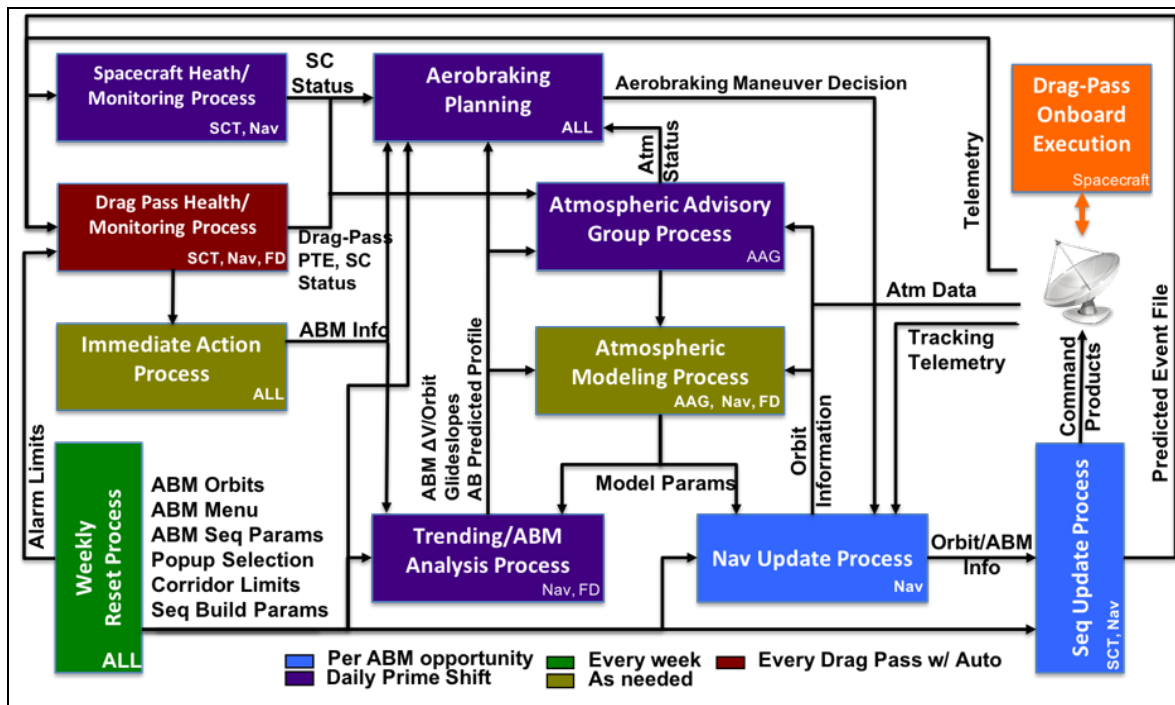 Spacecraft Heath/
Monitoring Process
SCT, Nav
SC
Status
Aerobraking
Planning
ALL
Aerobraking Maneuver Decision
Drag-Pass
Onboard
Execution
Spacecraft
Atm
Status
Telemetry
Drag Pass Health/
Monitoring Process
SCT, Nav, FD
Drag-Pass
PTE, SC
Status
Atmospheric Advisory
Group Process
AAG
Atm Data
Tracking
Telemetry
Immediate Action
Process
ALL
ABM Info
Atmospheric
Modeling Process
AAG, Nav, FD
Command
Products
Predicted Event File
Alarm Limits
Weekly
Reset Process
ALL
ABM Orbits
ABM Menu
ABM Seq Params
Popup Selection
Corridor Limits
Seq Build Params
ABM ΔV/Orbit
Glideslopes
AB Predicted Profile
Model Params
Orbit
Information
Trending/ABM
Analysis Process
Nav, FD
Nav Update Process
Nav
Orbit/ABM
Info
Seq Update Process
SCT, Nav
Per ABM opportunity
Every week
Every Drag Pass w/ Auto
Daily Prime Shift
As needed